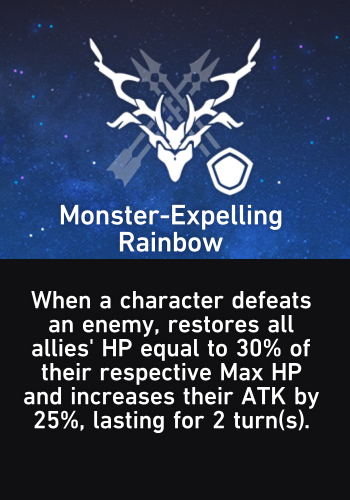 Monster-Expelling
Rainbow
When a character defeats
an enemy, restores all
allies' HP equal to 30% of
their respective Max HP
and increases their ATK by
25%, lasting for 2 turn(s).